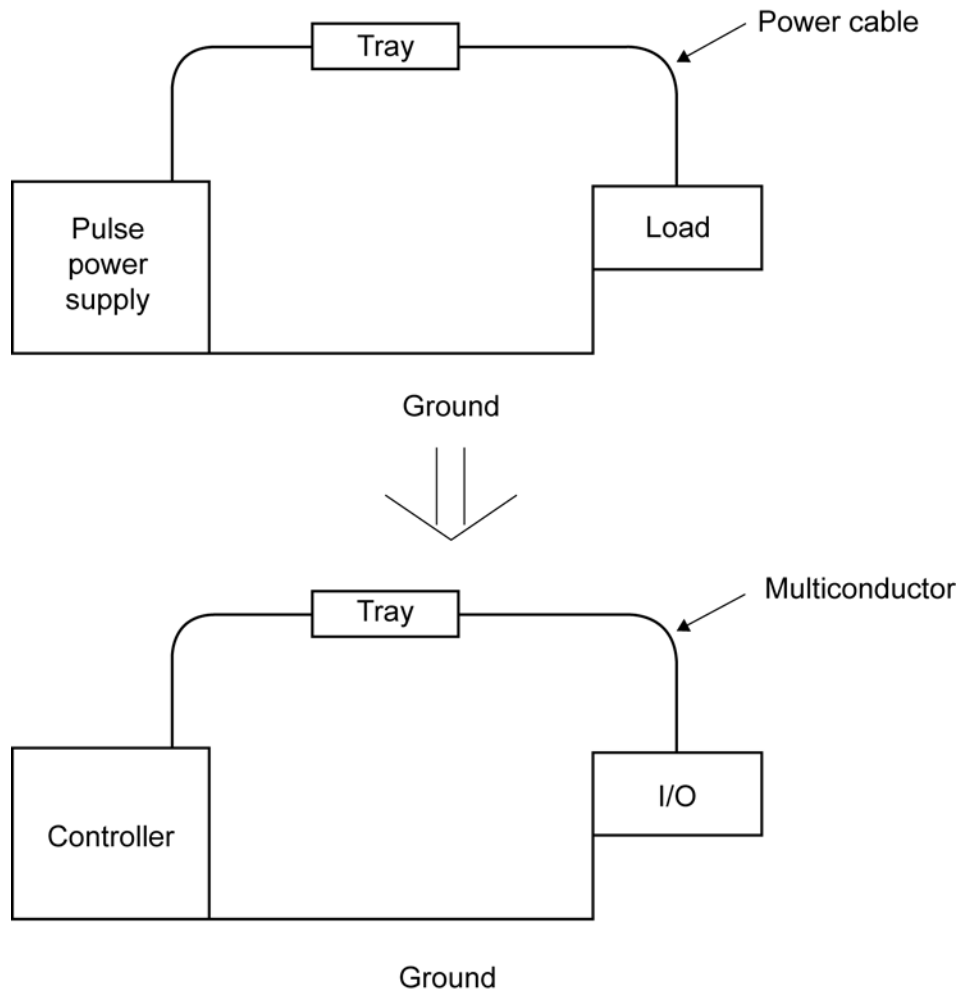 Power cable
Tray
Pulse
power
supply
Load
Ground
Multiconductor
Tray
I/O
Controller
Ground